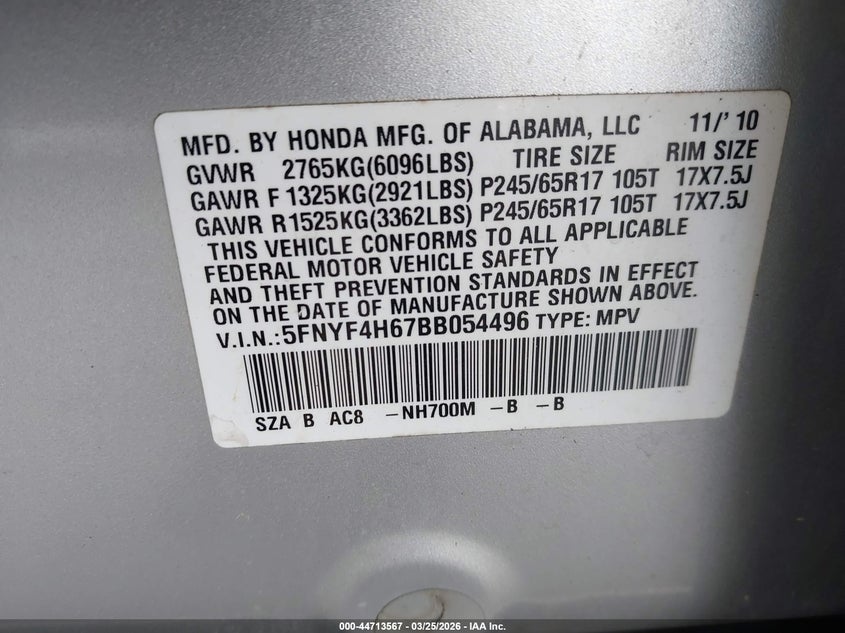 MFD. BY HONDA MFG. OF ALABAMA, LLC 11/' 10
GVWR 2765KG(6096LBS) TIRE SIZE RIM SIZE
GAWR F 1325KG(2921LBS) P245/65R17 105T 17X7.5J
GAWR R1525KG(3362LBS) P245/65R17 105T 17X7.5J
THIS VEHICLE CONFORMS TO ALL APPLICABLE
FEDERAL MOTOR VEHICLE SAFETY
AND THEFT PREVENTION STANDARDS IN EFFECT
ON THE DATE OF MANUFACTURE SHOWN ABOVE.
V.I.N.:5FNYF4H67BB054496 TYPE: MPV
SZA B AC8 -NH700M -B -B
000-44713567 - 03/25/2026 - IAA Inc.